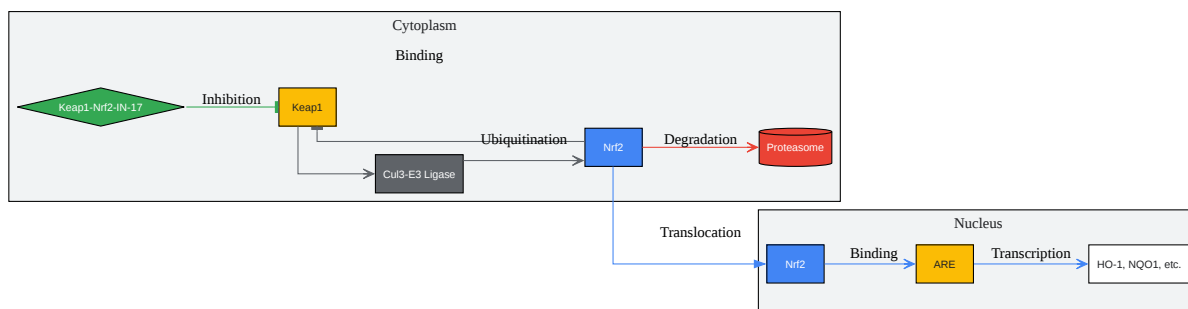 Cytoplasm
Binding
Inhibition
Keap1-Nrf2-IN-17
Keap1
Ubiquitination
Nrf2
Degradation
Proteasome
Cul3-E3 Ligase
Nucleus
Translocation
Nrf2
Binding
ARE
Transcription
HO-1, NQO1, etc.